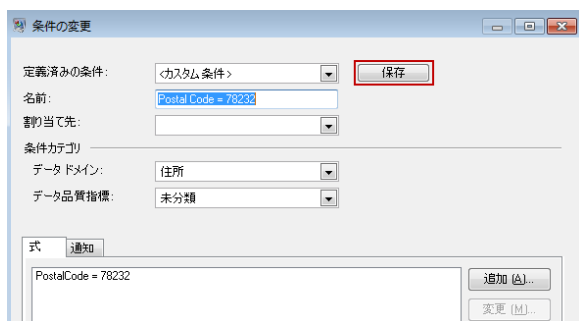 条件の変更
定義済みの条件: <カスタム条件> 保存
名前: Postal Code = 78232
割り当て先:
条件カテゴリ
データ ドメイン: 住所
データ品質指標: 未分類
式 通知
PostalCode = 78232 追加 (A)...
変更 (M)...